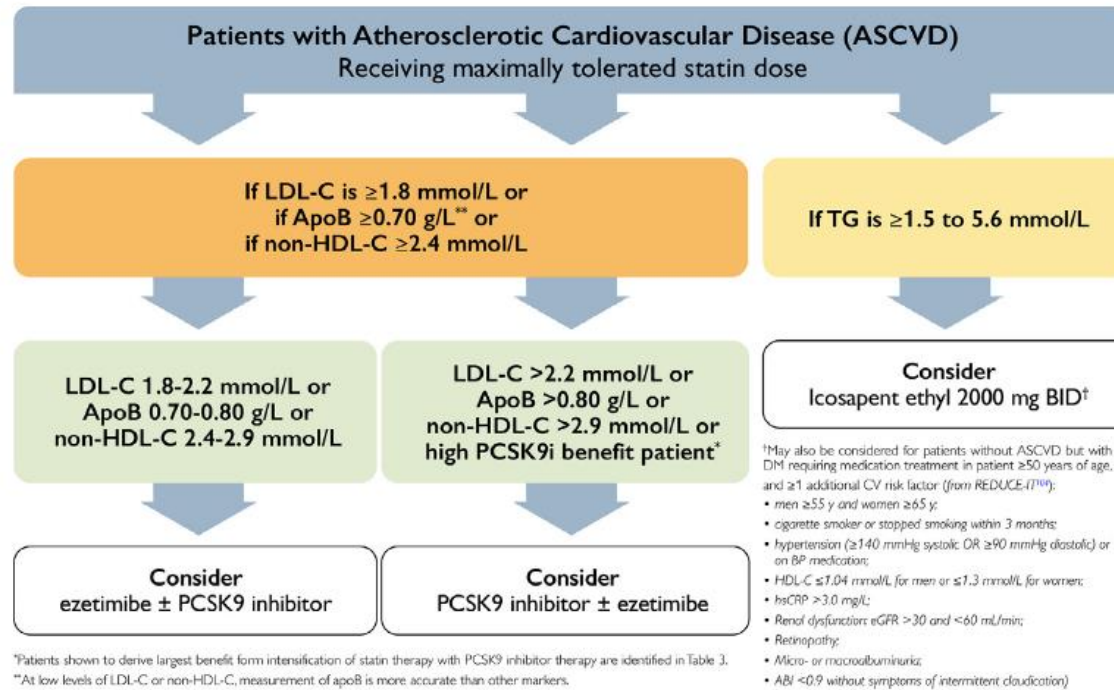 Patients with Atherosclerotic Cardiovascular Disease (ASCVD)
Receiving maximally tolerated statin dose
If LDL-C is ≥1.8 mmol/L or
if ApoB ≥0.70 g/L** or
if non-HDL-C ≥2.4 mmol/L
If TG is ≥1.5 to 5.6 mmol/L
LDL-C 1.8-2.2 mmol/L or
ApoB 0.70-0.80 g/L or
non-HDL-C 2.4-2.9 mmol/L
LDL-C >2.2 mmol/L or
ApoB >0.80 g/L or
non-HDL-C >2.9 mmol/L or
high PCSK9i benefit patient*
Consider
Icosapent ethyl 2000 mg BID†
Consider
ezetimibe ± PCSK9 inhibitor
Consider
PCSK9 inhibitor ± ezetimibe
†May also be considered for patients without ASCVD but with
DM requiring medication treatment in patient ≥50 years of age,
and ≥1 additional CV risk factor (from REDUCE-IT104):
• men ≥55 y and women ≥65 y;
• cigarette smoker or stopped smoking within 3 months;
• hypertension (≥140 mmHg systolic OR ≥90 mmHg diastolic) or
on BP medication;
• HDL-C ≤1.04 mmol/L for men or ≤1.3 mmol/L for women;
• hsCRP >3.0 mg/L;
• Renal dysfunction: eGFR >30 and <60 mL/min;
• Retinopathy;
• Micro- or macroalbuminuria;
• ABI <0.9 without symptoms of intermittent claudication)
*Patients shown to derive largest benefit form intensification of statin therapy with PCSK9 inhibitor therapy are identified in Table 3.
**At low levels of LDL-C or non-HDL-C, measurement of apoB is more accurate than other markers.